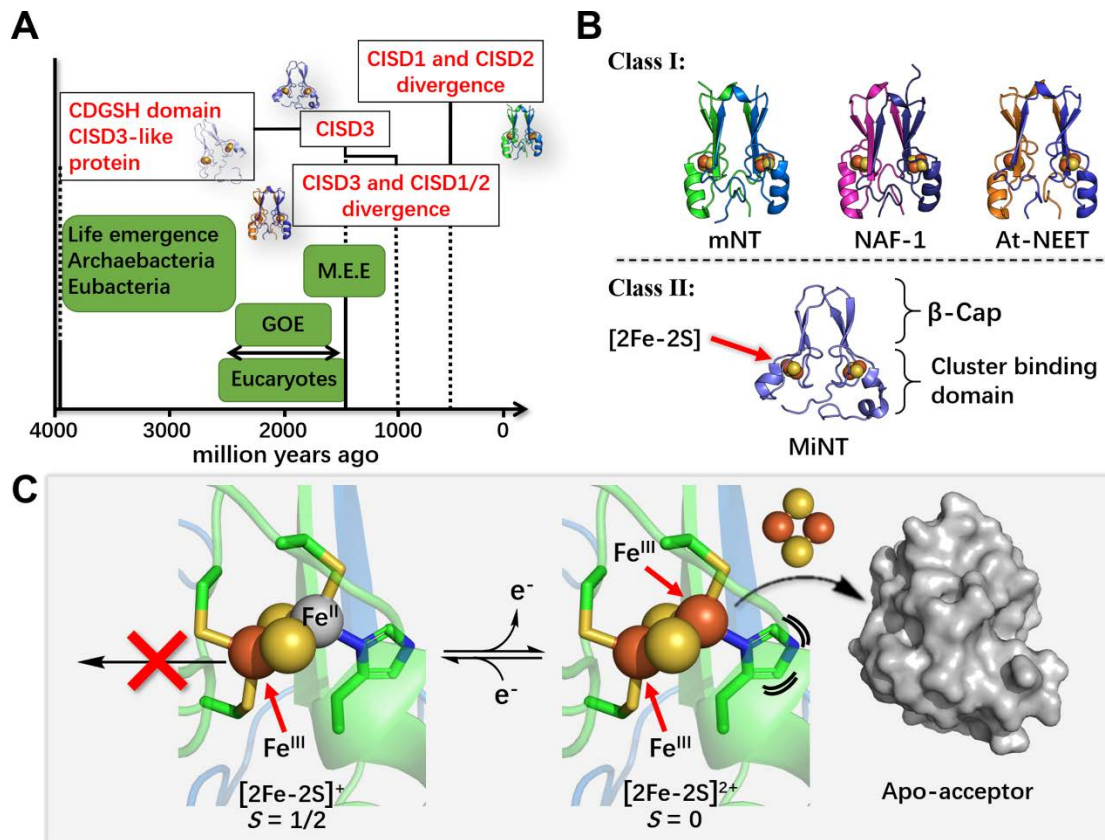 A
CISD1 and CISD2
divergence
CDGSH domain
CISD3-like
protein
CISD3
CISD3 and CISD1/2
divergence
Life emergence
Archaebacteria
Eubacteria
M.E.E
GOE
Eucaryotes
4000 3000 2000 1000 0
million years ago
B
Class I:
mNT NAF-1 At-NEET
Class II:
[2Fe-2S]
β-Cap
Cluster binding
domain
MiNT
C
Fe^II
Fe^III
[2Fe-2S]^+
S = 1/2
e^-
e^-
Fe^III
Fe^III
[2Fe-2S]^2+
S = 0
Apo-acceptor